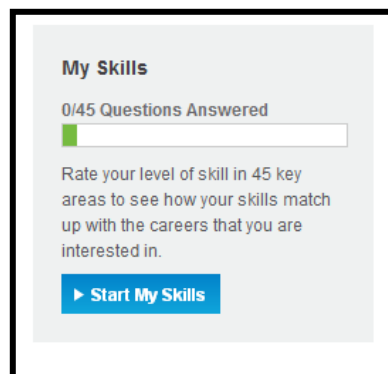 My Skills
0/45 Questions Answered
Rate your level of skill in 45 key
areas to see how your skills match
up with the careers that you are
interested in.
Start My Skills